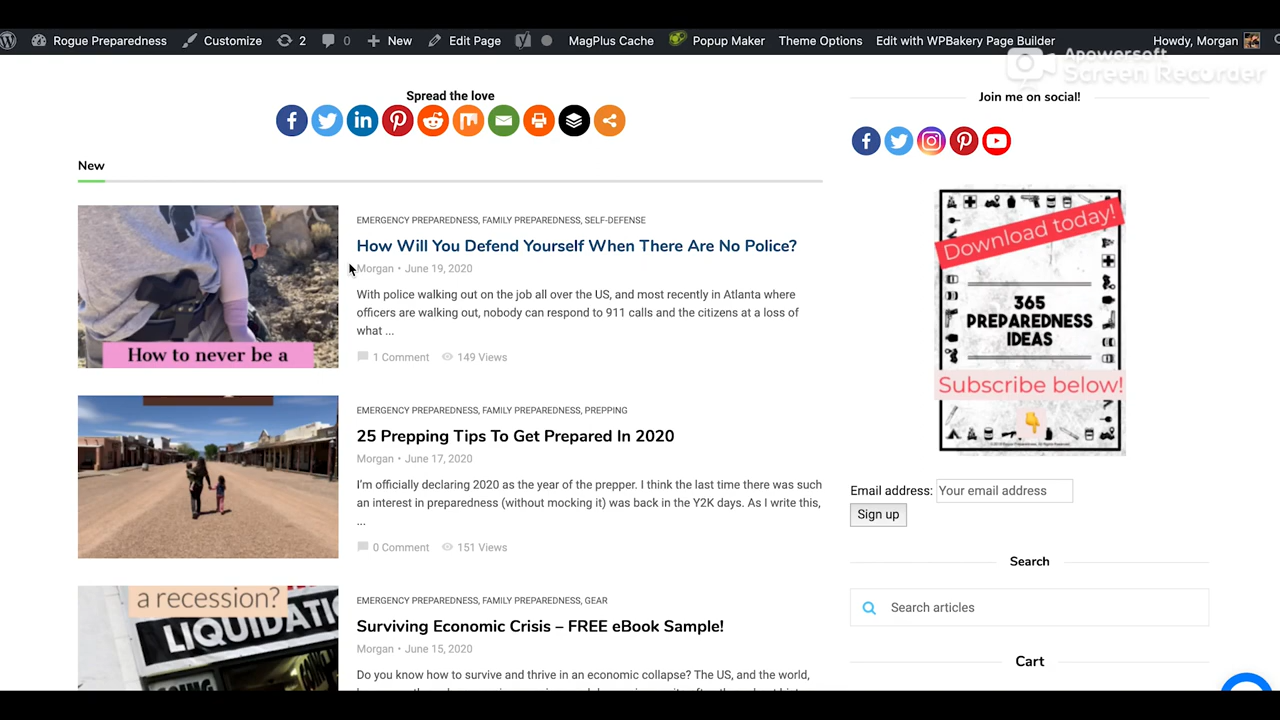 Rogue Preparedness Customize 2 0 New Edit Page MagPlus Cache Popup Maker Theme Options Edit with WPBakery Page Builder Howdy, Morgan
Apowersoft
Screen Recorder
Spread the love
New
How to never be a
EMERGENCY PREPAREDNESS, FAMILY PREPAREDNESS, SELF-DEFENSE
How Will You Defend Yourself When There Are No Police?
Morgan • June 19, 2020
With police walking out on the job all over the US, and most recently in Atlanta where
officers are walking out, nobody can respond to 911 calls and the citizens at a loss of
what ...
1 Comment 149 Views
EMERGENCY PREPAREDNESS, FAMILY PREPAREDNESS, PREPPING
25 Prepping Tips To Get Prepared In 2020
Morgan • June 17, 2020
I'm officially declaring 2020 as the year of the prepper. I think the last time there was such
an interest in preparedness (without mocking it) was back in the Y2K days. As I write this,
...
0 Comment 151 Views
a recession?
LIQUIDATIO
GOING
EMERGENCY PREPAREDNESS, FAMILY PREPAREDNESS, GEAR
Surviving Economic Crisis – FREE eBook Sample!
Morgan • June 15, 2020
Do you know how to survive and thrive in an economic collapse? The US, and the world,
Join me on social!
Download today!
365
PREPAREDNESS
IDEAS
Subscribe below!
Email address: Your email address
Sign up
Search
Search articles
Cart